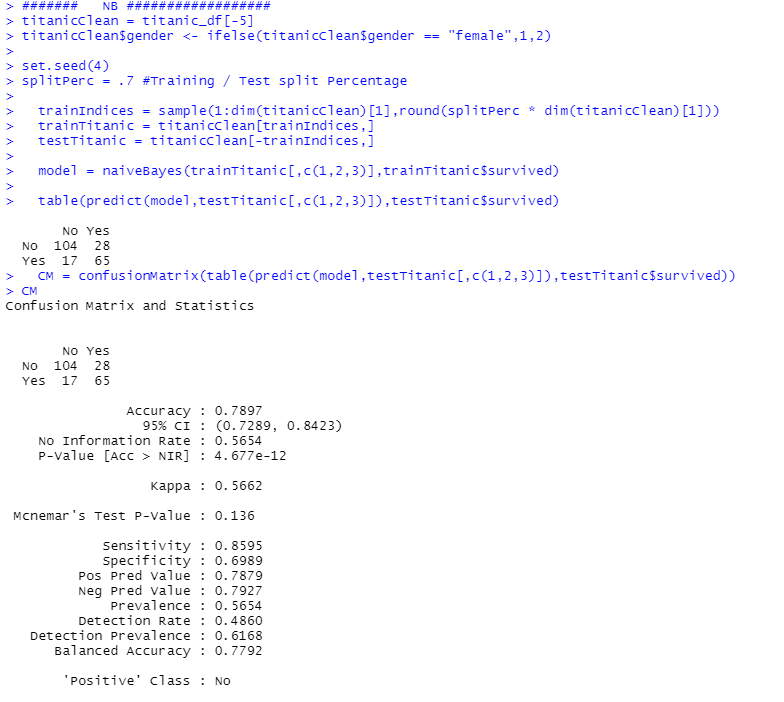 > #######   NB ##################
> titanicClean = titanic_df[-5]
> titanicClean$gender <- ifelse(titanicClean$gender == "female",1,2)
>
> set.seed(4)
> splitPerc = .7 #Training / Test split Percentage
>
>   trainIndices = sample(1:dim(titanicClean)[1],round(splitPerc * dim(titanicClean)[1]))
>   trainTitanic = titanicClean[trainIndices,]
>   testTitanic = titanicClean[-trainIndices,]
>
>   model = naiveBayes(trainTitanic[,c(1,2,3)],trainTitanic$survived)
>
>   table(predict(model,testTitanic[,c(1,2,3)]),testTitanic$survived)
       No Yes
  No  104  28
  Yes  17  65
>   CM = confusionMatrix(table(predict(model,testTitanic[,c(1,2,3)]),testTitanic$survived))
> CM
Confusion Matrix and Statistics
       No Yes
  No  104  28
  Yes  17  65
               Accuracy : 0.7897
                 95% CI : (0.7289, 0.8423)
    No Information Rate : 0.5654
    P-Value [Acc > NIR] : 4.677e-12
                  Kappa : 0.5662
 Mcnemar's Test P-Value : 0.136
            Sensitivity : 0.8595
            Specificity : 0.6989
         Pos Pred Value : 0.7879
         Neg Pred Value : 0.7927
             Prevalence : 0.5654
         Detection Rate : 0.4860
   Detection Prevalence : 0.6168
      Balanced Accuracy : 0.7792
       'Positive' Class : No